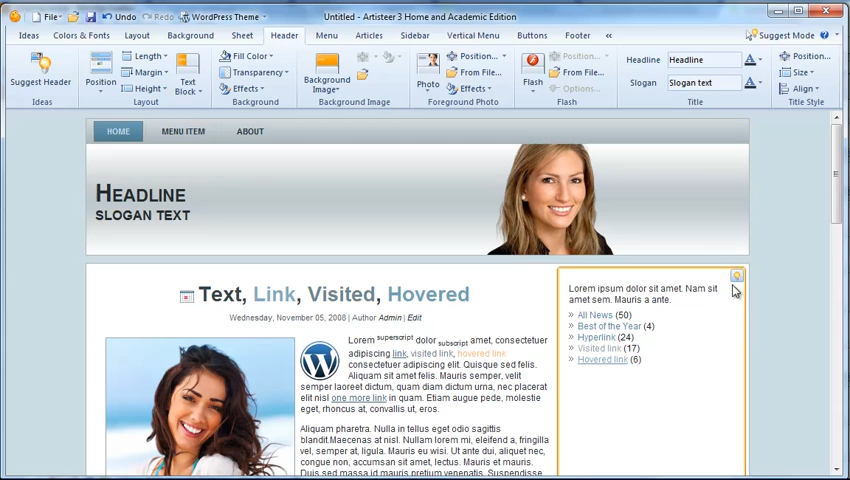 File Undo Redo WordPress Theme Untitled - Artisteer 3 Home and Academic Edition
Ideas Colors & Fonts Layout Background Sheet Header Menu Articles Sidebar Vertical Menu Buttons Footer Suggest Mode
Suggest Header
Ideas
Position
Length
Margin
Height
Text Block
Layout
Fill Color
Transparency
Effects
Background
Background Image
Background Image
Photo
Position...
From File...
Effects
Foreground Photo
Flash
Position...
From File...
Options...
Flash
Headline Headline
Slogan Slogan text
Title
Position...
Size
Align
Title Style
HOME MENU ITEM ABOUT
HEADLINE
SLOGAN TEXT
Text, Link, Visited, Hovered
Wednesday, November 05, 2008 | Author Admin | Edit
Lorem superscript dolor subscript amet, consectetuer
adipiscing link, visited link, hovered link
consectetuer adipiscing elit. Quisque sed felis.
Aliquam sit amet felis. Mauris semper, velit semper
laoreet dictum, quam diam dictum urna, nec placerat
elit nisl one more link in quam. Etiam augue pede, molestie
eget, rhoncus at, convallis ut, eros.
Aliquam pharetra. Nulla in tellus eget odio sagittis
blandit.Maecenas at nisl. Nullam lorem mi, eleifend a, fringilla
vel, semper at, ligula. Mauris eu wisi. Suspendisse
congue, accumsan sit amet, lectus. Mauris et mauris.
Lorem ipsum dolor sit amet. Nam sit
amet sem. Mauris a ante.
» All News (50)
» Best of the Year (4)
» Hyperlink (24)
» Visited link (17)
» Hovered link (6)